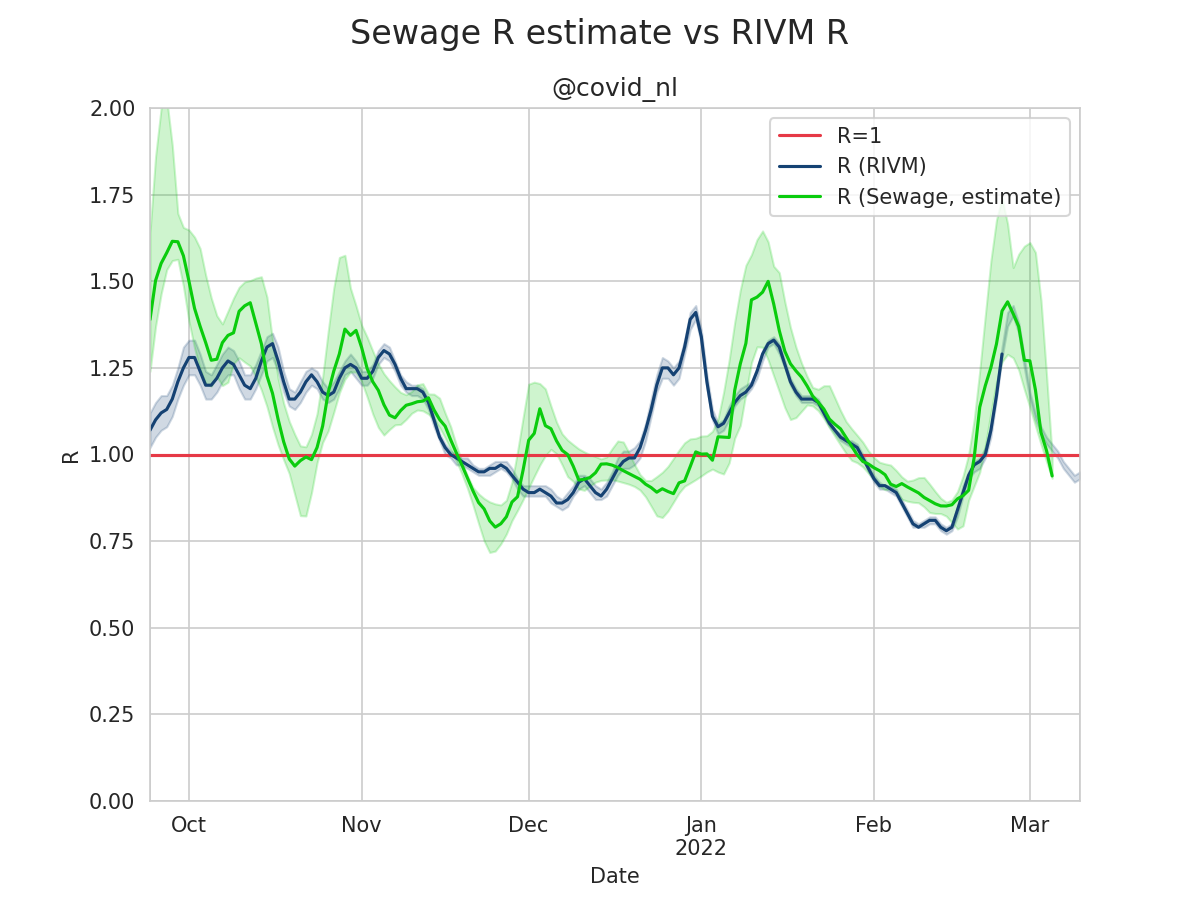 Sewage R estimate vs RIVM R
@covid_nl
R=1
R (RIVM)
R (Sewage, estimate)
2.00
1.75
1.50
1.25
1.00
0.75
0.50
0.25
0.00
R
Oct Nov Dec Jan Feb Mar
2022
Date